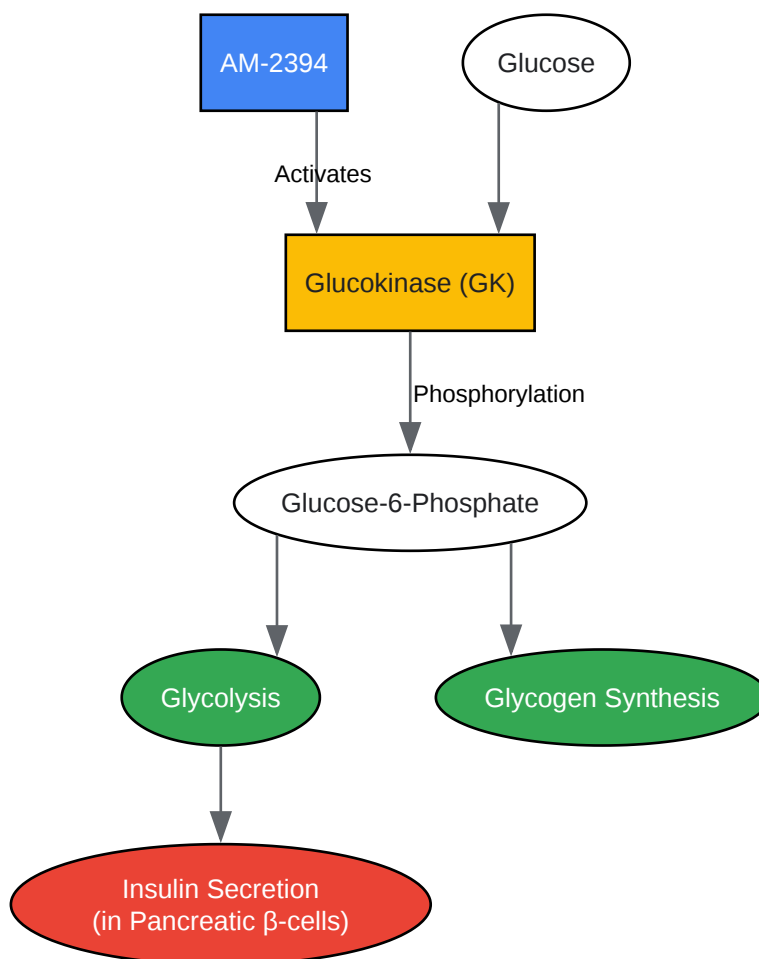 AM-2394
Glucose
Activates
Glucokinase (GK)
Phosphorylation
Glucose-6-Phosphate
Glycolysis
Glycogen Synthesis
Insulin Secretion
(in Pancreatic β-cells)